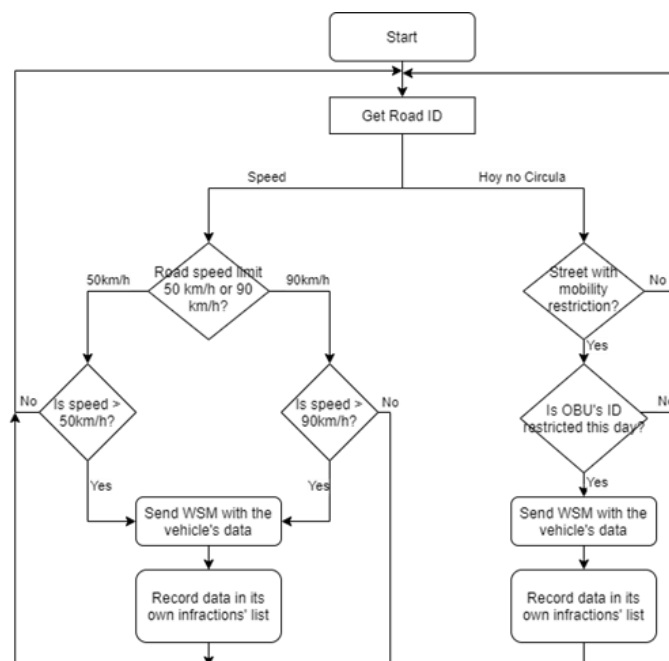 Start
Get Road ID
Speed
Hoy no Circula
Road speed limit
50 km/h or 90
km/h?
50km/h
90km/h
Street with
mobility
restriction?
No
Yes
No
Is speed >
50km/h?
Is speed >
90km/h?
No
Is OBU's ID
restricted this day?
No
Yes
Yes
Yes
Send WSM with the
vehicle's data
Send WSM with the
vehicle's data
Record data in its
own infractions' list
Record data in its
own infractions' list